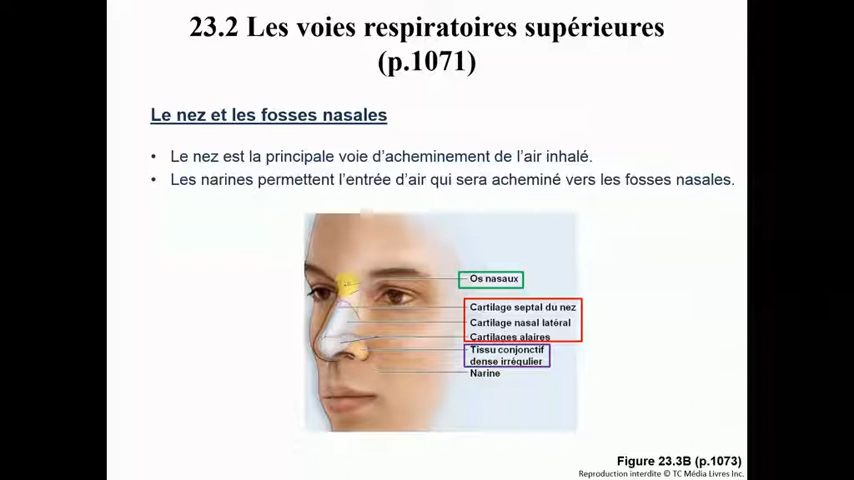 23.2 Les voies respiratoires supérieures
(p.1071)
Le nez et les fosses nasales
• Le nez est la principale voie d’acheminement de l’air inhalé.
• Les narines permettent l’entrée d’air qui sera acheminé vers les fosses nasales.
Os nasaux
Cartilage septal du nez
Cartilage nasal latéral
Cartilages alaires
Tissu conjonctif
dense irrégulier
Narine
Figure 23.3B (p.1073)
Reproduction interdite © TC Média Livres Inc.